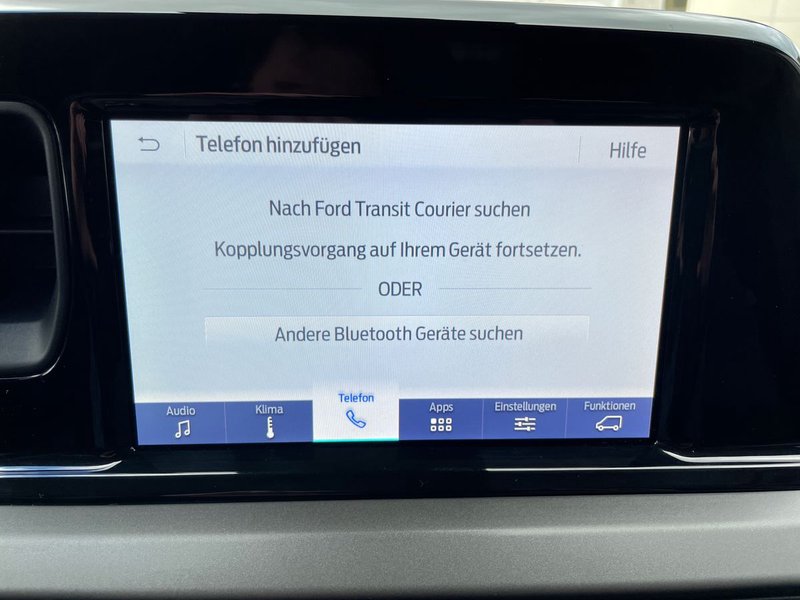 Telefon hinzufügen
Hilfe
Nach Ford Transit Courier suchen
Kopplungsvorgang auf Ihrem Gerät fortsetzen.
ODER
Andere Bluetooth Geräte suchen
Audio
Klima
Telefon
Apps
Einstellungen
Funktionen